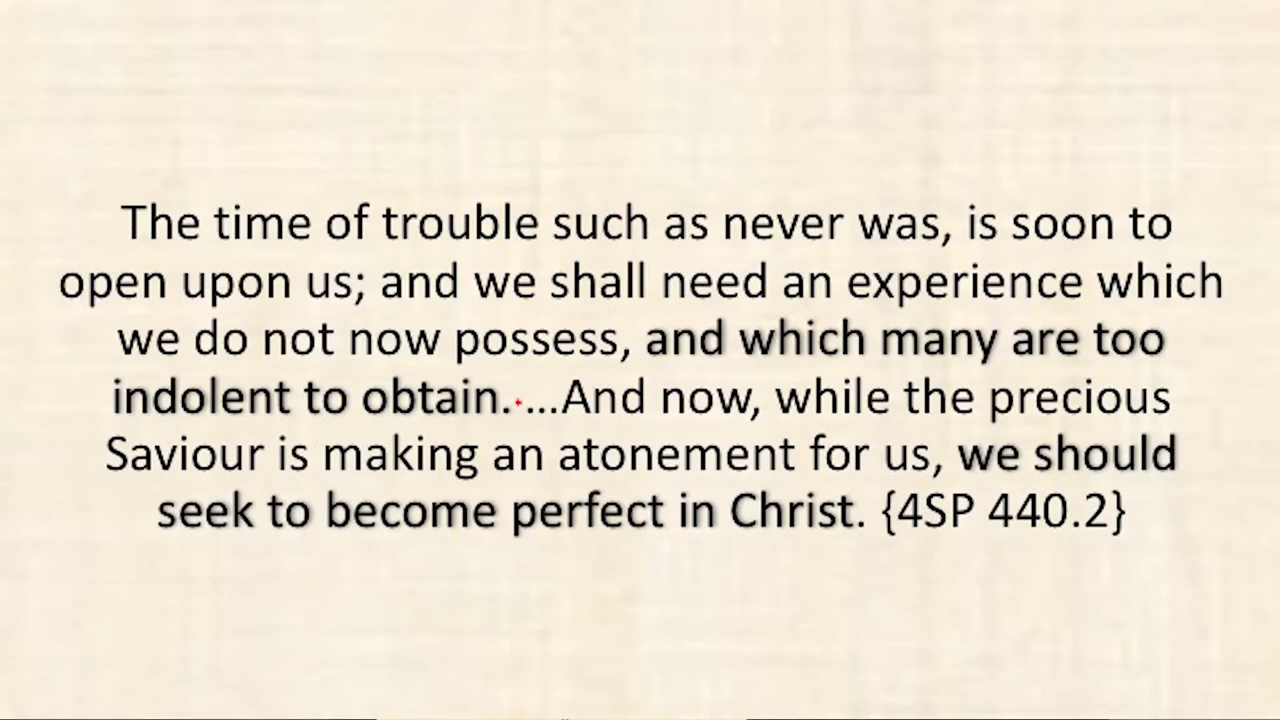 The time of trouble such as never was, is soon to
open upon us; and we shall need an experience which
we do not now possess, and which many are too
indolent to obtain. ...And now, while the precious
Saviour is making an atonement for us, we should
seek to become perfect in Christ. {4SP 440.2}